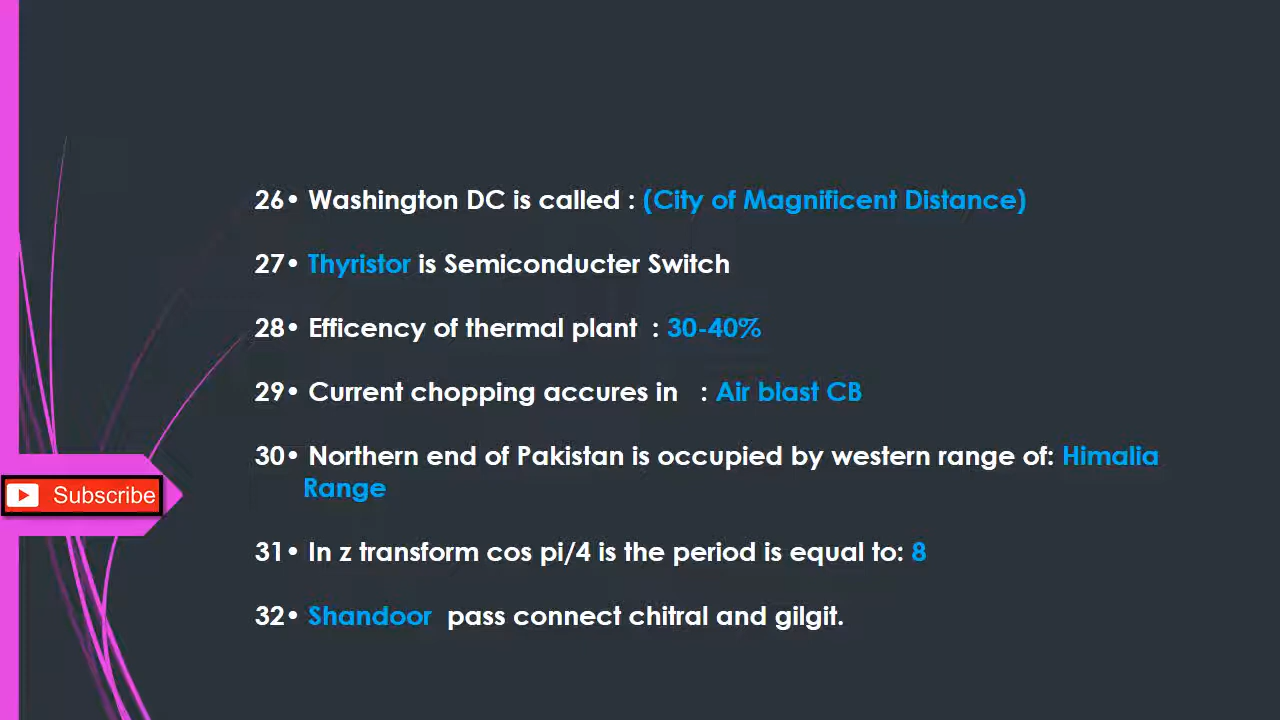 26• Washington DC is called : (City of Magnificent Distance)
27• Thyristor is Semiconducter Switch
28• Efficency of thermal plant : 30-40%
29• Current chopping accures in : Air blast CB
30• Northern end of Pakistan is occupied by western range of: Himalia
Range
Subscribe
31• In z transform cos pi/4 is the period is equal to: 8
32• Shandoor pass connect chitral and gilgit.